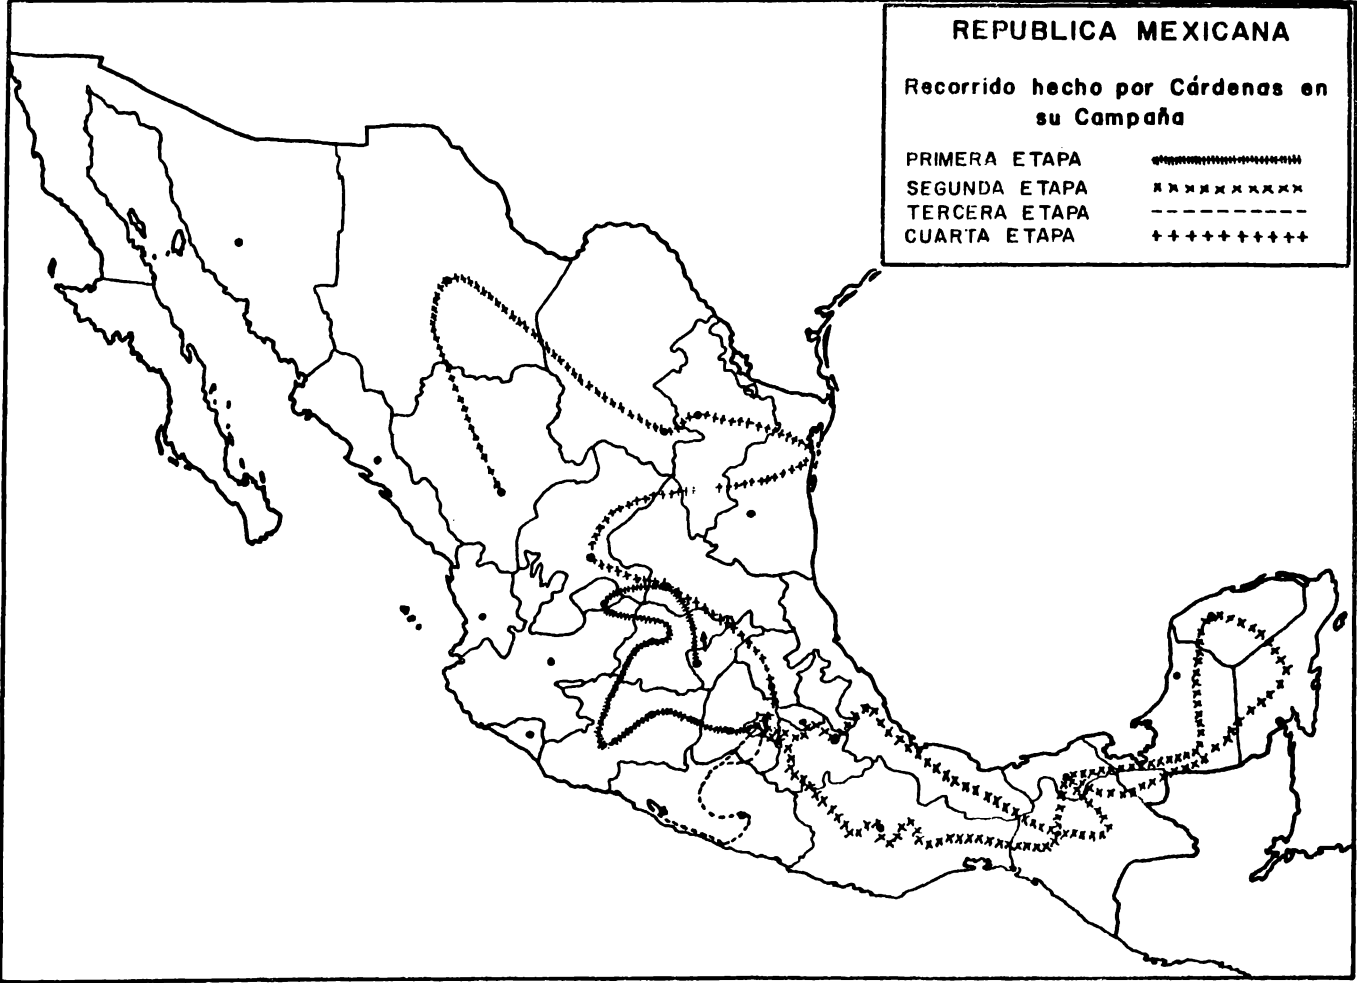 REPUBLICA MEXICANA
Recorrido hecho por Cárdenas en
su Campaña
PRIMERA ETAPA
SEGUNDA ETAPA
TERCERA ETAPA
CUARTA ETAPA